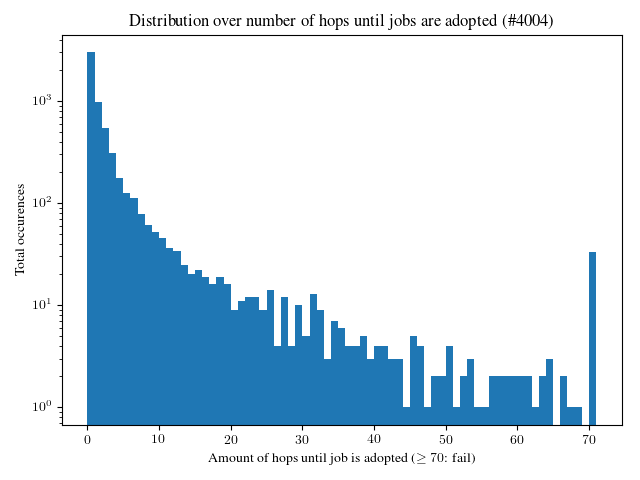 Distribution over number of hops until jobs are adopted (#4004)
Total occurences
10³
10²
10¹
10⁰
0 10 20 30 40 50 60 70
Amount of hops until job is adopted (≥ 70: fail)